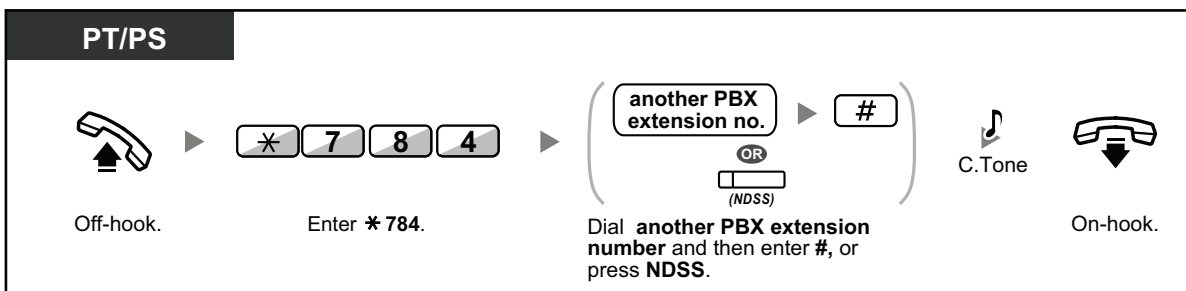 PT/PS
another PBX
extension no.
#
* 7 8 4
OR
(NDSS)
C.Tone
Off-hook.
Enter * 784.
Dial another PBX extension
number and then enter #, or
press NDSS.
On-hook.